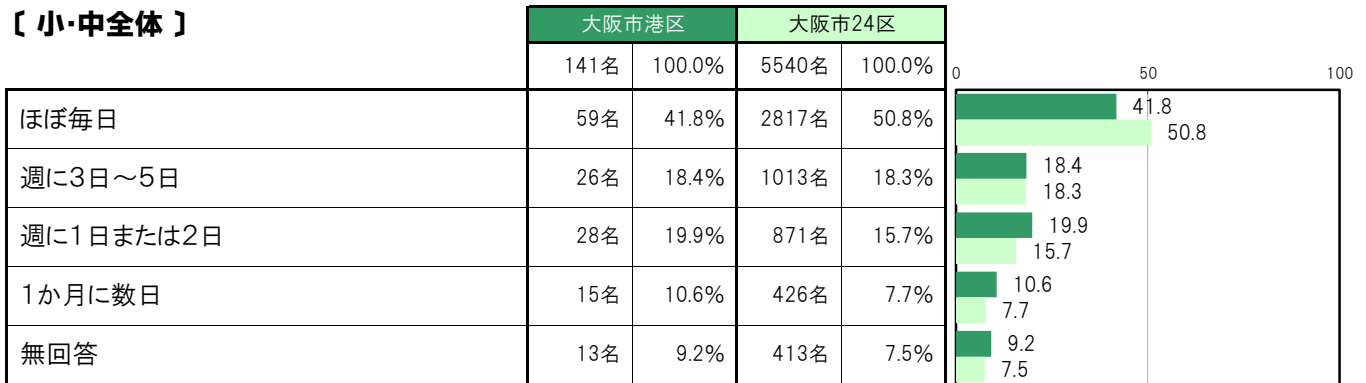 〔 小・中全体 〕
大阪市港区 大阪市24区
141名 100.0% 5540名 100.0%
0 50 100
ほぼ毎日 59名 41.8% 2817名 50.8%
41.8
50.8
週に3日～5日 26名 18.4% 1013名 18.3%
18.4
18.3
週に1日または2日 28名 19.9% 871名 15.7%
19.9
15.7
1か月に数日 15名 10.6% 426名 7.7%
10.6
7.7
無回答 13名 9.2% 413名 7.5%
9.2
7.5